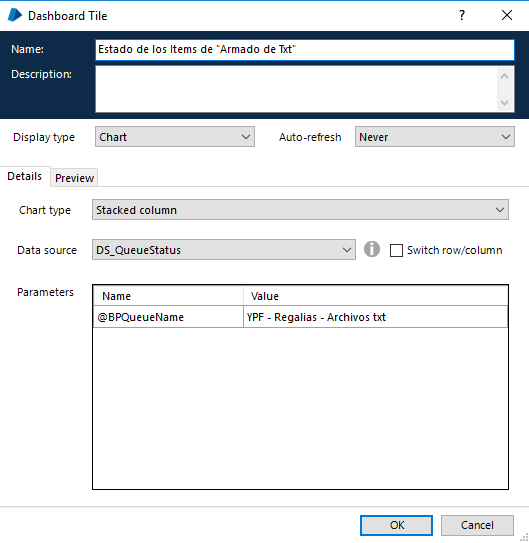 Dashboard Tile
?
Name: Estado de los Items de "Armado de Txt"
Description:
Display type Chart Auto-refresh Never
Details Preview
Chart type Stacked column
Data source DS_QueueStatus Switch row/column
Parameters
Name Value
@BPQueueName YPF - Regalias - Archivos txt
OK Cancel